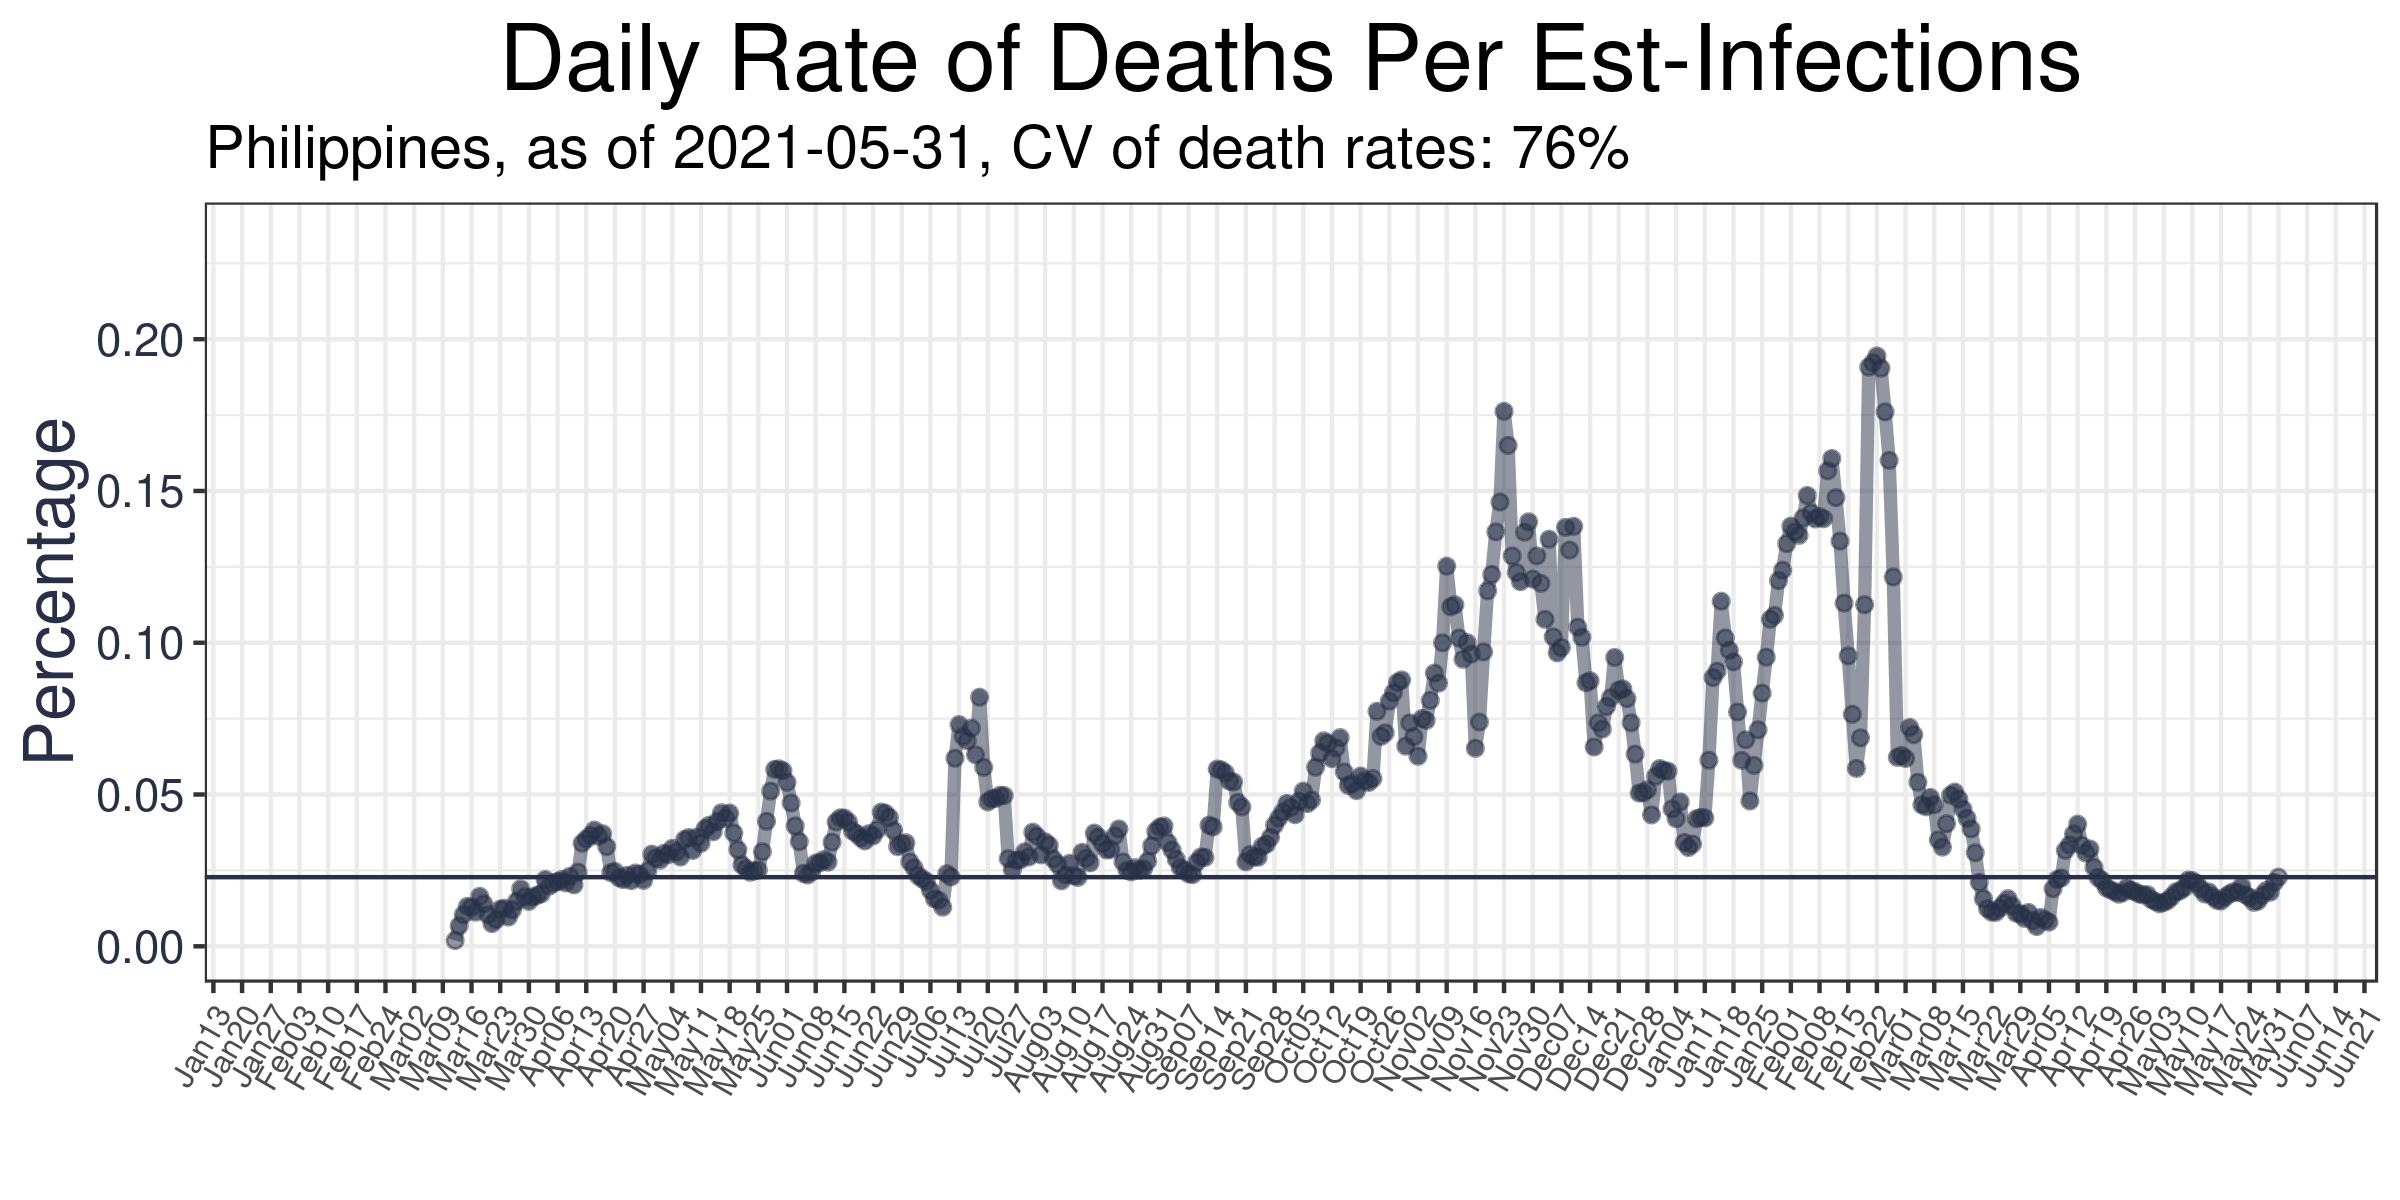 Daily Rate of Deaths Per Est-Infections
Philippines, as of 2021-05-31, CV of death rates: 76%
Percentage
0.20
0.15
0.10
0.05
0.00
Jan13
Jan20
Jan27
Feb03
Feb10
Feb17
Feb24
Mar02
Mar09
Mar16
Mar23
Mar30
Apr06
Apr13
Apr20
Apr27
May04
May11
May18
May25
Jun01
Jun08
Jun15
Jun22
Jun29
Jul06
Jul13
Jul20
Jul27
Aug03
Aug10
Aug17
Aug24
Aug31
Sep07
Sep14
Sep21
Sep28
Oct05
Oct12
Oct19
Oct26
Nov02
Nov09
Nov16
Nov23
Nov30
Dec07
Dec14
Dec21
Dec28
Jan04
Jan11
Jan18
Jan25
Feb01
Feb08
Feb15
Feb22
Mar01
Mar08
Mar15
Mar22
Mar29
Apr05
Apr12
Apr19
Apr26
May03
May10
May17
May24
May31
Jun07
Jun14
Jun21